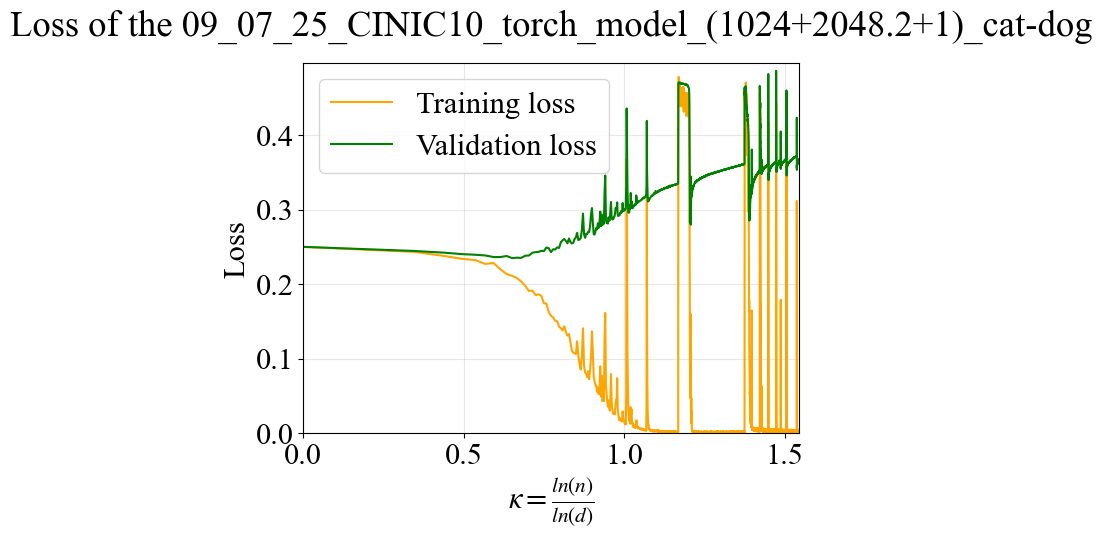 Loss of the 09_07_25_CINIC10_torch_model_(1024+2048.2+1)_cat-dog
Training loss
Validation loss
Loss
0.4
0.3
0.2
0.1
0.0
0.0 0.5 1.0 1.5
κ = ln(n)/ln(d)